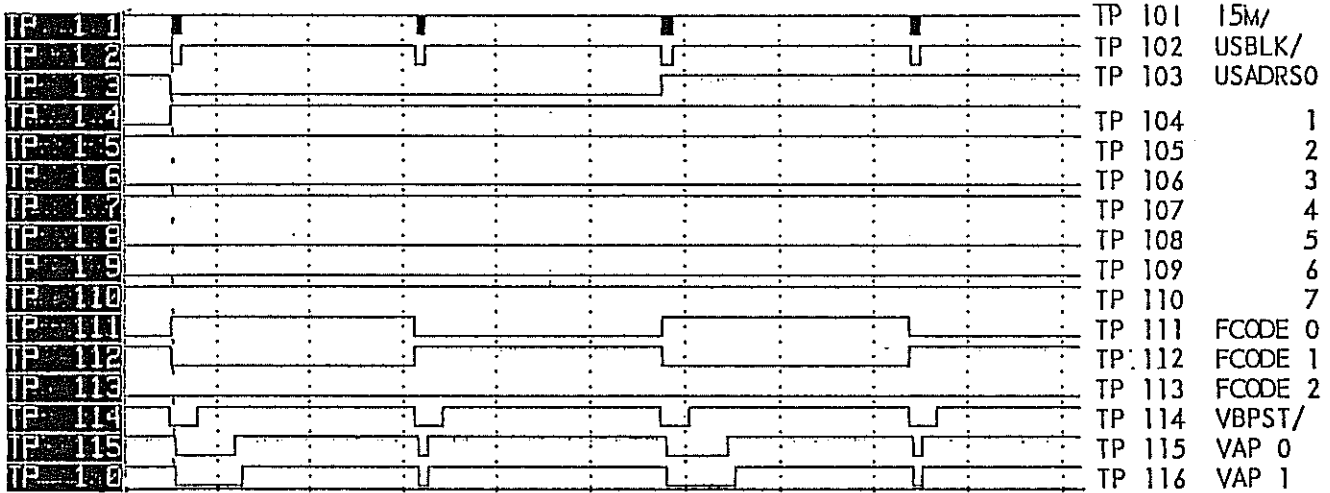 TP 1 1 TP 101 15M/
TP 1 2 TP 102 USBLK/
TP 1 3 TP 103 USADRS0
TP 1 4 TP 104 1
TP 1 5 TP 105 2
TP 1 6 TP 106 3
TP 1 7 TP 107 4
TP 1 8 TP 108 5
TP 1 9 TP 109 6
TP 110 TP 110 7
TP 111 TP 111 FCODE 0
TP 112 TP 112 FCODE 1
TP 113 TP 113 FCODE 2
TP 114 TP 114 VBPST/
TP 115 TP 115 VAP 0
TP TP 116 VAP 1